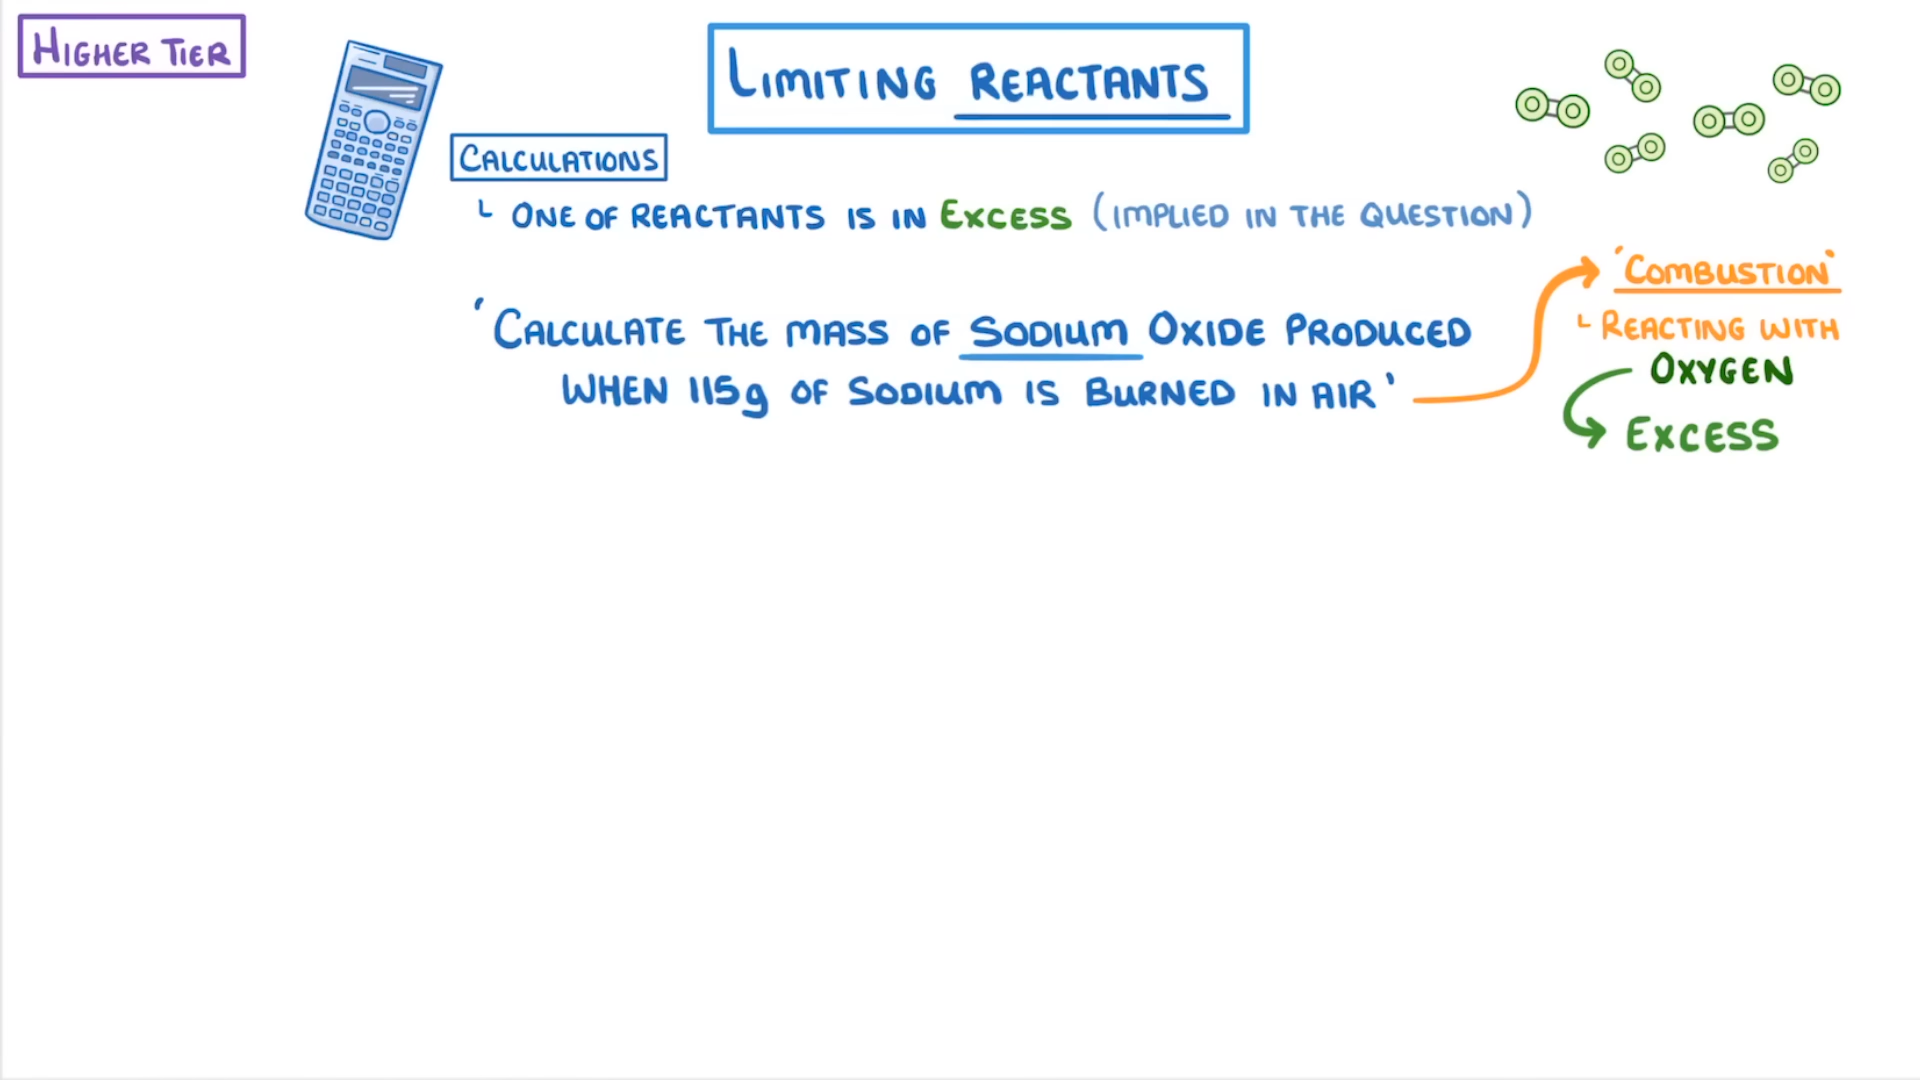 HIGHER TIER
LIMITING REACTANTS
CALCULATIONS
└ ONE OF REACTANTS IS IN EXCESS (IMPLIED IN THE QUESTION)
'CALCULATE THE MASS OF SODIUM OXIDE PRODUCED
WHEN 115g OF SODIUM IS BURNED IN AIR'
'COMBUSTION'
└ REACTING WITH
OXYGEN
EXCESS